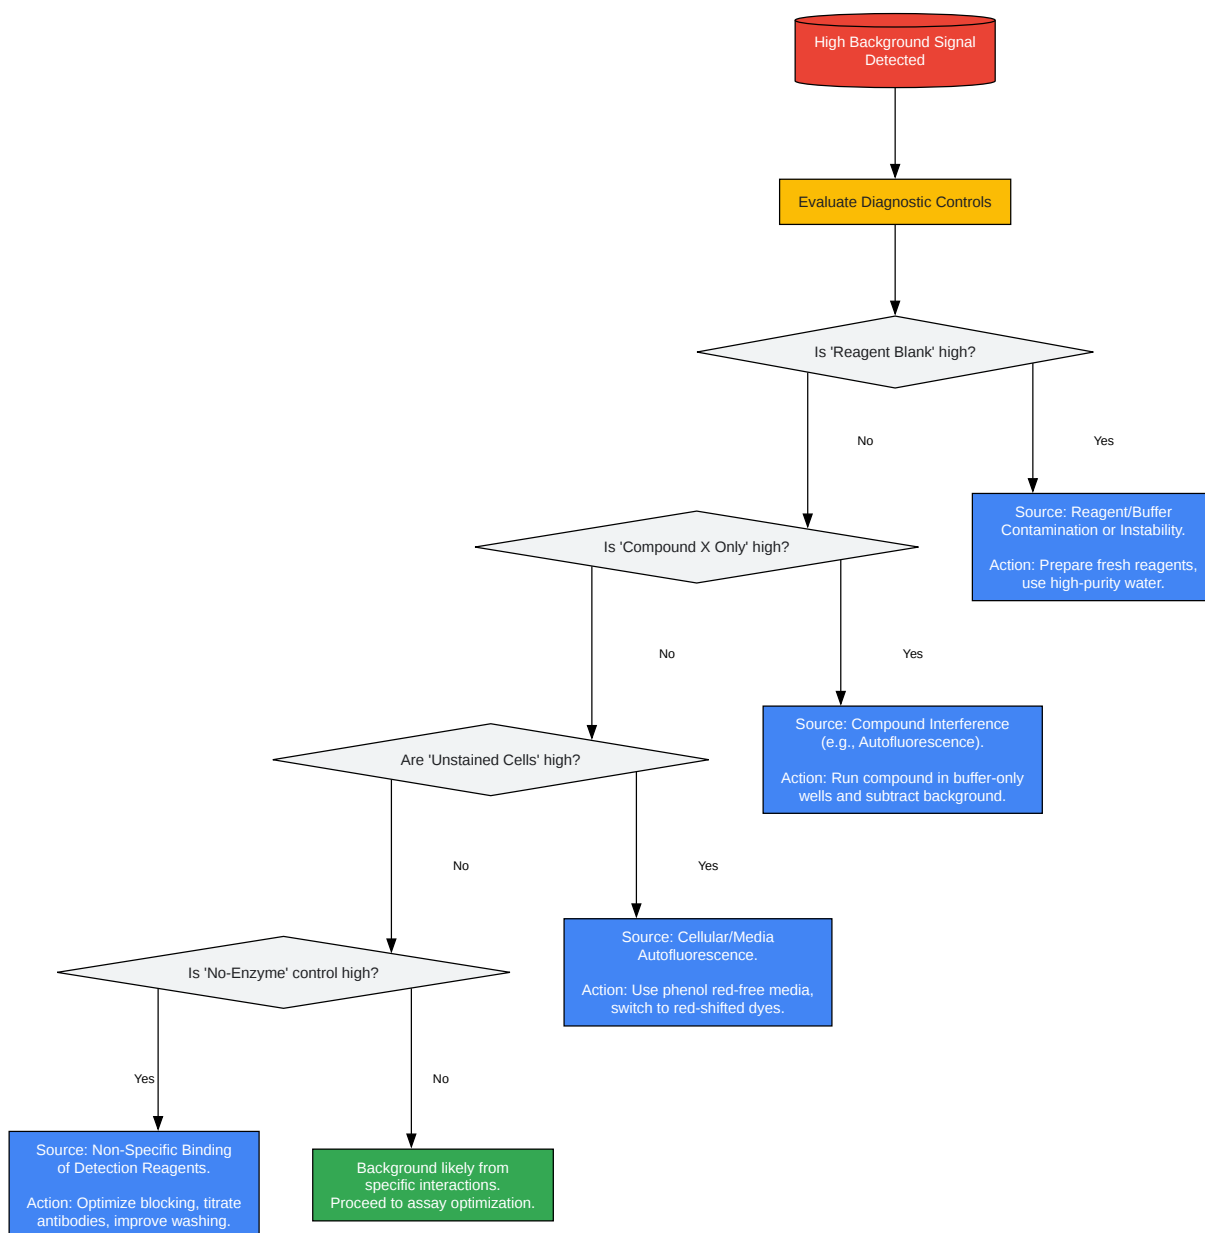 High Background Signal
Detected
Evaluate Diagnostic Controls
Is 'Reagent Blank' high?
No
Yes
Source: Reagent/Buffer
Contamination or Instability.
Action: Prepare fresh reagents,
use high-purity water.
Is 'Compound X Only' high?
No
Yes
Source: Compound Interference
(e.g., Autofluorescence).
Action: Run compound in buffer-only
wells and subtract background.
Are 'Unstained Cells' high?
No
Yes
Source: Cellular/Media
Autofluorescence.
Action: Use phenol red-free media,
switch to red-shifted dyes.
Is 'No-Enzyme' control high?
Yes
No
Source: Non-Specific Binding
of Detection Reagents.
Action: Optimize blocking, titrate
antibodies, improve washing.
Background likely from
specific interactions.
Proceed to assay optimization.